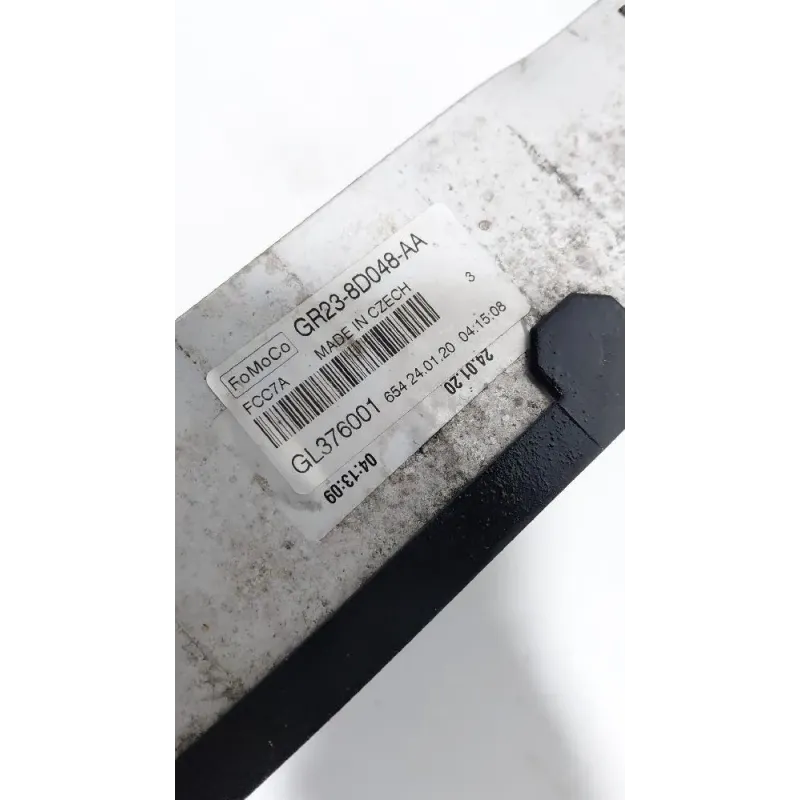 FoMoCo GR23-8D048-AA
FCC7A MADE IN CZECH 3
GL376001 654 24.01.20 04:15:08
04:13:09 24.01.20